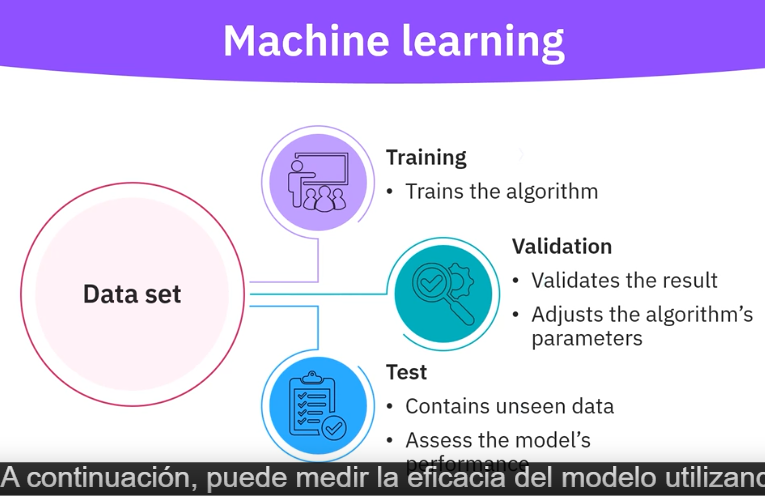 Machine learning
Training
• Trains the algorithm
Data set
Validation
• Validates the result
• Adjusts the algorithm's
parameters
Test
• Contains unseen data
• Assess the model's
performance
A continuación, puede medir la eficacia del modelo utilizand